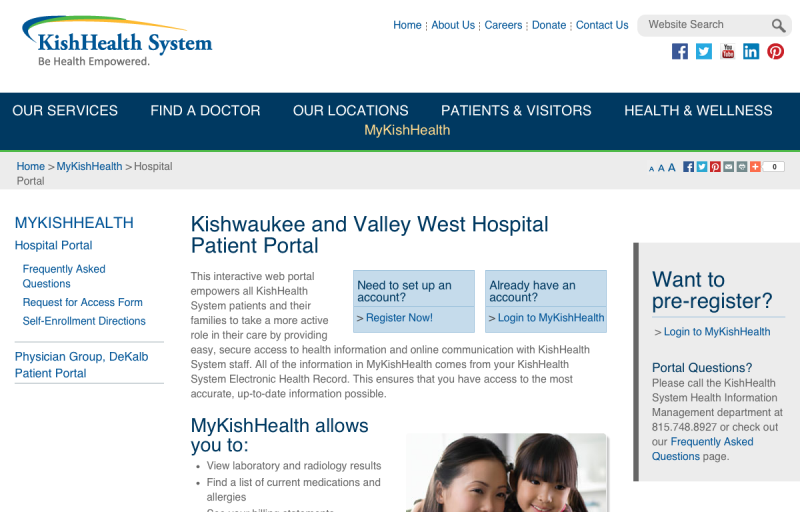 KishHealth System
Be Health Empowered.
Home
About Us
Careers
Donate
Contact Us
Website Search
You
Tube
OUR SERVICES
FIND A DOCTOR
OUR LOCATIONS
PATIENTS & VISITORS
HEALTH & WELLNESS
MyKishHealth
Home > MyKishHealth > Hospital
Portal
A A A
0
MYKISHHEALTH
Hospital Portal
Frequently Asked
Questions
Request for Access Form
Self-Enrollment Directions
Physician Group, DeKalb
Patient Portal
Kishwaukee and Valley West Hospital
Patient Portal
This interactive web portal
empowers all KishHealth
System patients and their
families to take a more active
role in their care by providing
easy, secure access to health information and online communication with KishHealth
System staff. All of the information in MyKishHealth comes from your KishHealth
System Electronic Health Record. This ensures that you have access to the most
accurate, up-to-date information possible.
Need to set up an
account?
> Register Now!
Already have an
account?
> Login to MyKishHealth
MyKishHealth allows
you to:
• View laboratory and radiology results
• Find a list of current medications and
allergies
• See your billing statements
Want to
pre-register?
> Login to MyKishHealth
Portal Questions?
Please call the KishHealth
System Health Information
Management department at
815.748.8927 or check out
our Frequently Asked
Questions page.